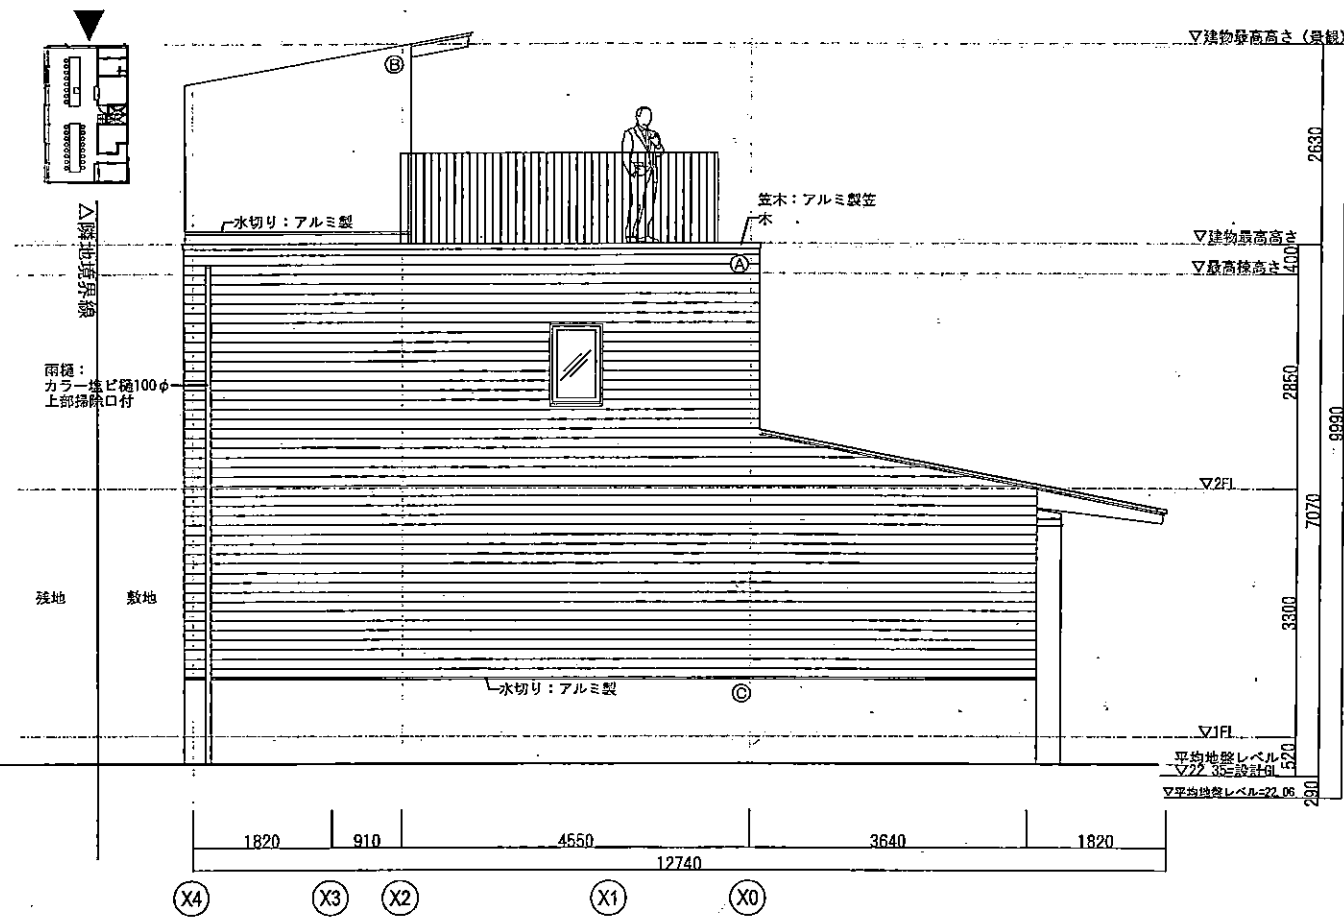 ▽建物最高高さ（景観）
Ⓑ
2630
笠木：アルミ製笠
木
水切り：アルミ製
△隣地境界線
▽建物最高高さ
Ⓐ
▽最高棟高さ
400
雨樋：
カラー塩ビ樋100φ
上部掃除口付
2850
9990
▽2FL
7070
残地
敷地
3300
水切り：アルミ製
Ⓒ
▽1FL
平均地盤レベル
▽22.35=設計GL
520
▽平均地盤レベル=22.06
290
1820
910
4550
3640
1820
12740
X4
X3
X2
X1
X0